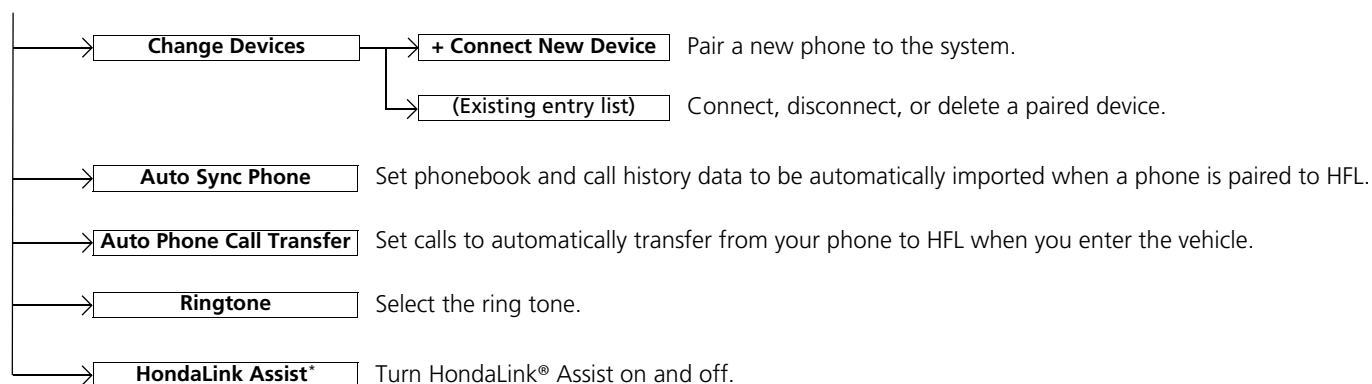 Change Devices + Connect New Device Pair a new phone to the system.
(Existing entry list) Connect, disconnect, or delete a paired device.
Auto Sync Phone Set phonebook and call history data to be automatically imported when a phone is paired to HFL.
Auto Phone Call Transfer Set calls to automatically transfer from your phone to HFL when you enter the vehicle.
Ringtone Select the ring tone.
HondaLink Assist* Turn HondaLink® Assist on and off.